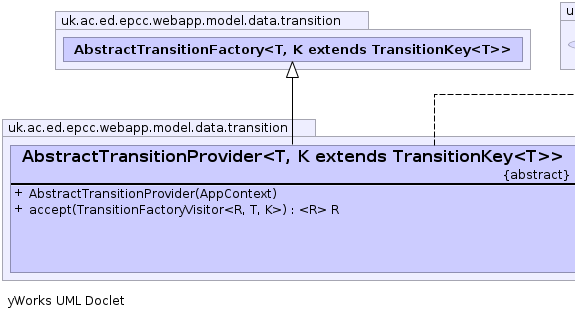 uk.ac.ed.epcc.webapp.model.data.transition
u
AbstractTransitionFactory<T, K extends TransitionKey<T>>
uk.ac.ed.epcc.webapp.model.data.transition
AbstractTransitionProvider<T, K extends TransitionKey<T>>
{abstract}
+ AbstractTransitionProvider(AppContext)
+ accept(TransitionFactoryVisitor<R, T, K>) : <R> R
yWorks UML Doclet